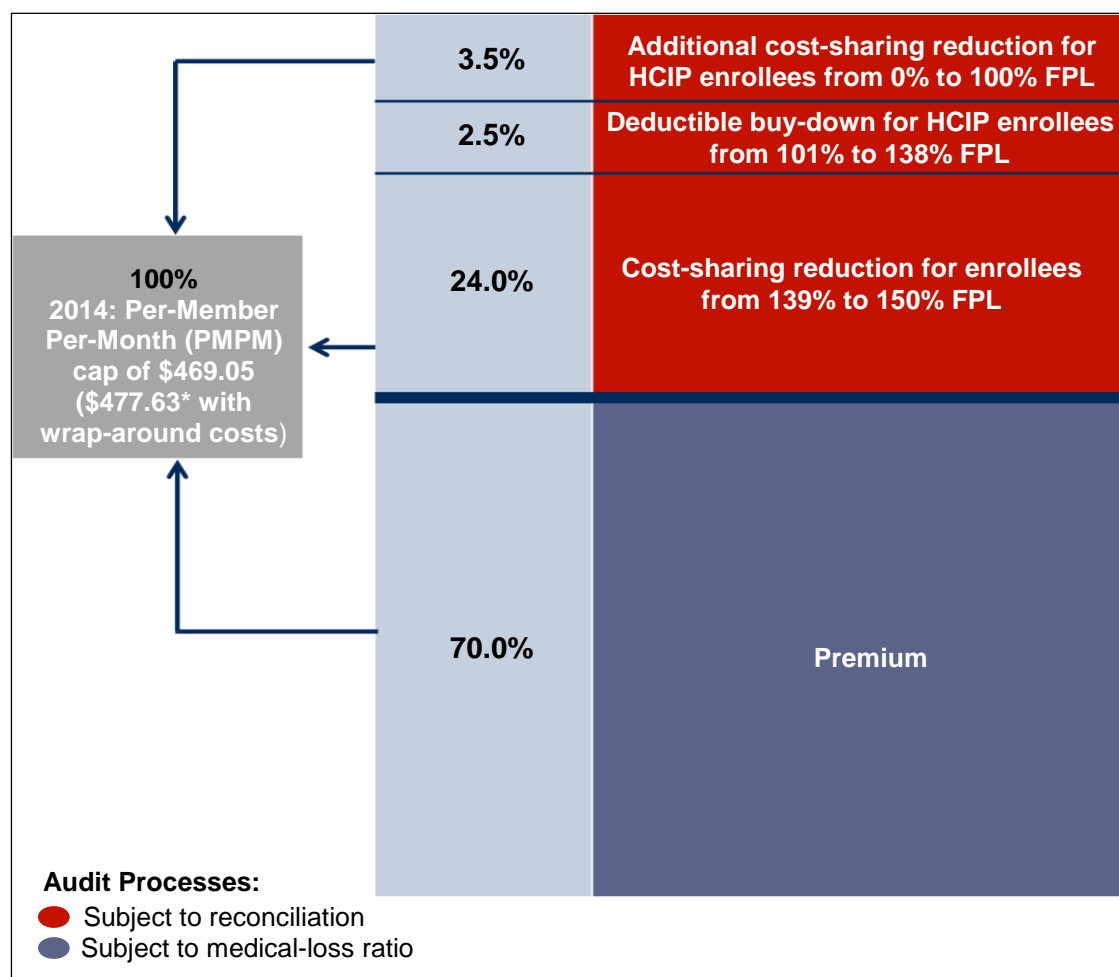 3.5%
Additional cost-sharing reduction for
HCIP enrollees from 0% to 100% FPL
2.5%
Deductible buy-down for HCIP enrollees
from 101% to 138% FPL
100%
2014: Per-Member
Per-Month (PMPM)
cap of $469.05
($477.63* with
wrap-around costs)
24.0%
Cost-sharing reduction for enrollees
from 139% to 150% FPL
70.0%
Premium
Audit Processes:
Subject to reconciliation
Subject to medical-loss ratio